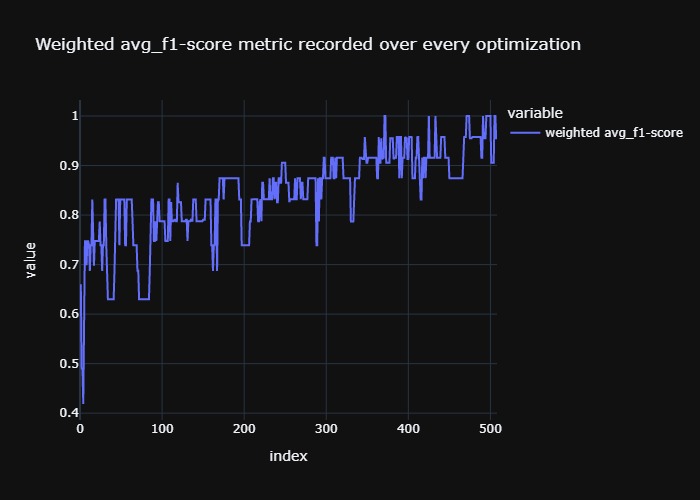 Weighted avg_f1-score metric recorded over every optimization
variable
weighted avg_f1-score
value
1
0.9
0.8
0.7
0.6
0.5
0.4
0
100
200
300
400
500
index